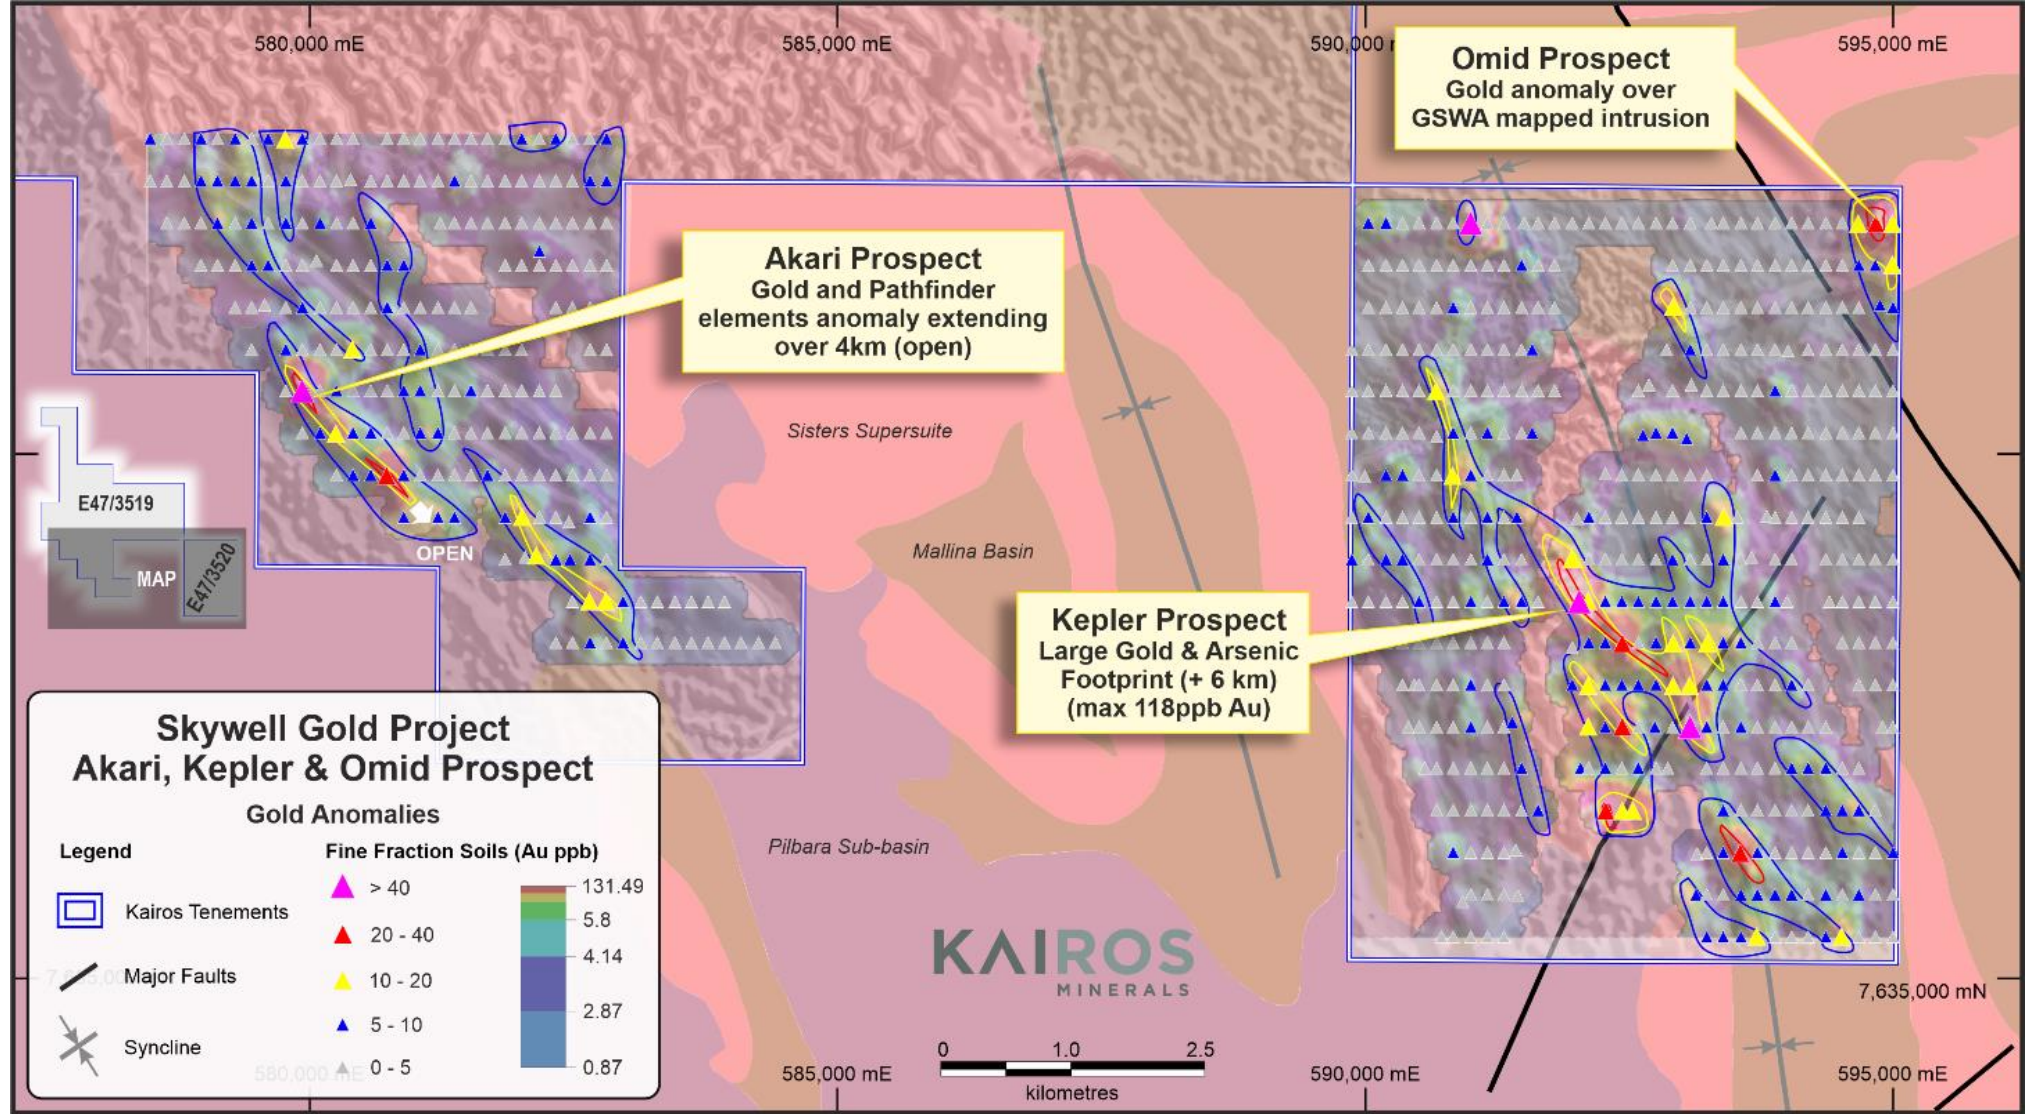 580,000 mE
585,000 mE
590,000 m
595,000 mE
Omid Prospect
Gold anomaly over
GSWA mapped intrusion
Akari Prospect
Gold and Pathfinder
elements anomaly extending
over 4km (open)
Sisters Supersuite
E47/3519
MAP
E47/3520
OPEN
Mallina Basin
Kepler Prospect
Large Gold & Arsenic
Footprint (+ 6 km)
(max 118ppb Au)
Pilbara Sub-basin
Skywell Gold Project
Akari, Kepler & Omid Prospect
Gold Anomalies
Legend
Kairos Tenements
Major Faults
Syncline
Fine Fraction Soils (Au ppb)
> 40
20 - 40
10 - 20
5 - 10
0 - 5
131.49
5.8
4.14
2.87
0.87
KAIROS
MINERALS
7,635,000 mN
0 1.0 2.5
kilometres
580,000 mE
585,000 mE
590,000 mE
595,000 mE